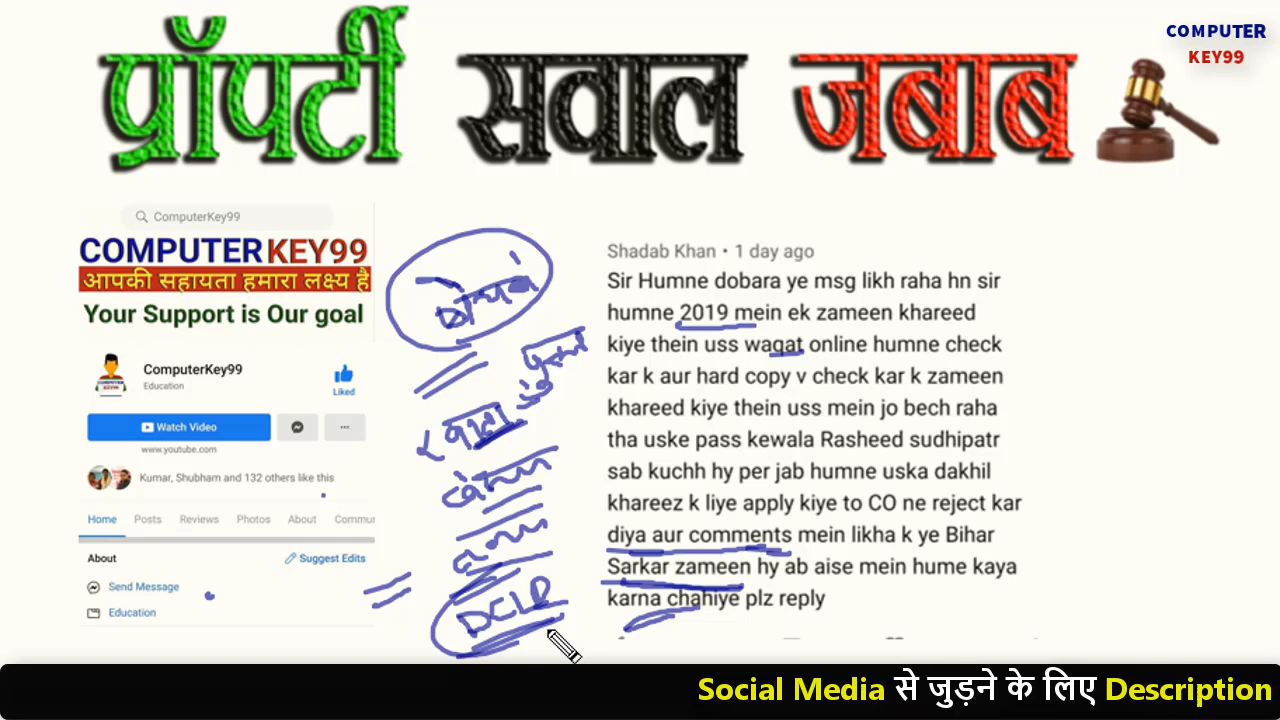 प्रॉपर्टी सवाल जबाब
COMPUTER
KEY99
ComputerKey99
COMPUTER KEY99
आपकी सहायता हमारा लक्ष्य है
Your Support is Our goal
ComputerKey99
Education
Liked
Watch Video
www.youtube.com
Kumar, Shubham and 132 others like this
Home Posts Reviews Photos About Commu
About Suggest Edits
Send Message
Education
DCLR
Shadab Khan • 1 day ago
Sir Humne dobara ye msg likh raha hn sir
humne 2019 mein ek zameen khareed
kiye thein uss waqat online humne check
kar k aur hard copy v check kar k zameen
khareed kiye thein uss mein jo bech raha
tha uske pass kewala Rasheed sudhipatr
sab kuchh hy per jab humne uska dakhil
khareez k liye apply kiye to CO ne reject kar
diya aur comments mein likha k ye Bihar
Sarkar zameen hy ab aise mein hume kaya
karna chahiye plz reply
Social Media से जुड़ने के लिए Description